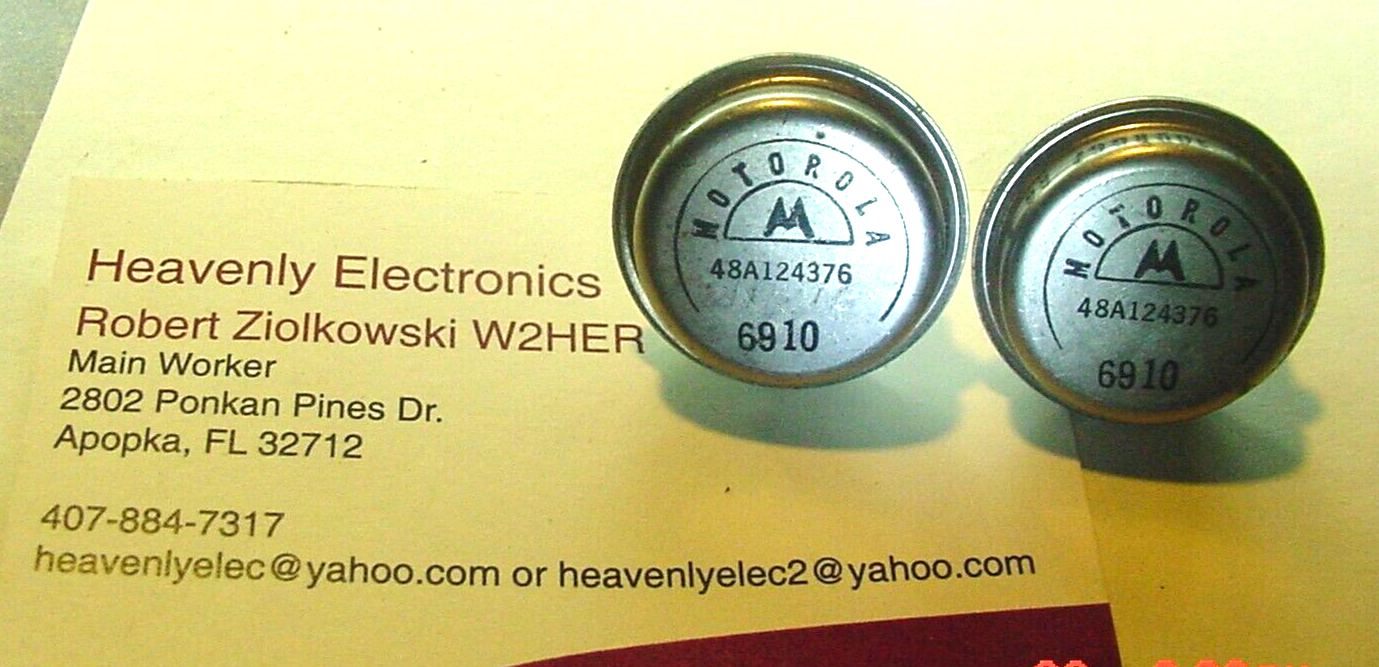 Heavenly Electronics
Robert Ziolkowski W2HER
Main Worker
2802 Ponkan Pines Dr.
Apopka, FL 32712
407-884-7317
heavenlyelec@yahoo.com or heavenlyelec2@yahoo.com
MOTOROLA
48A124376
6910
MOTOROLA
48A124376
6910